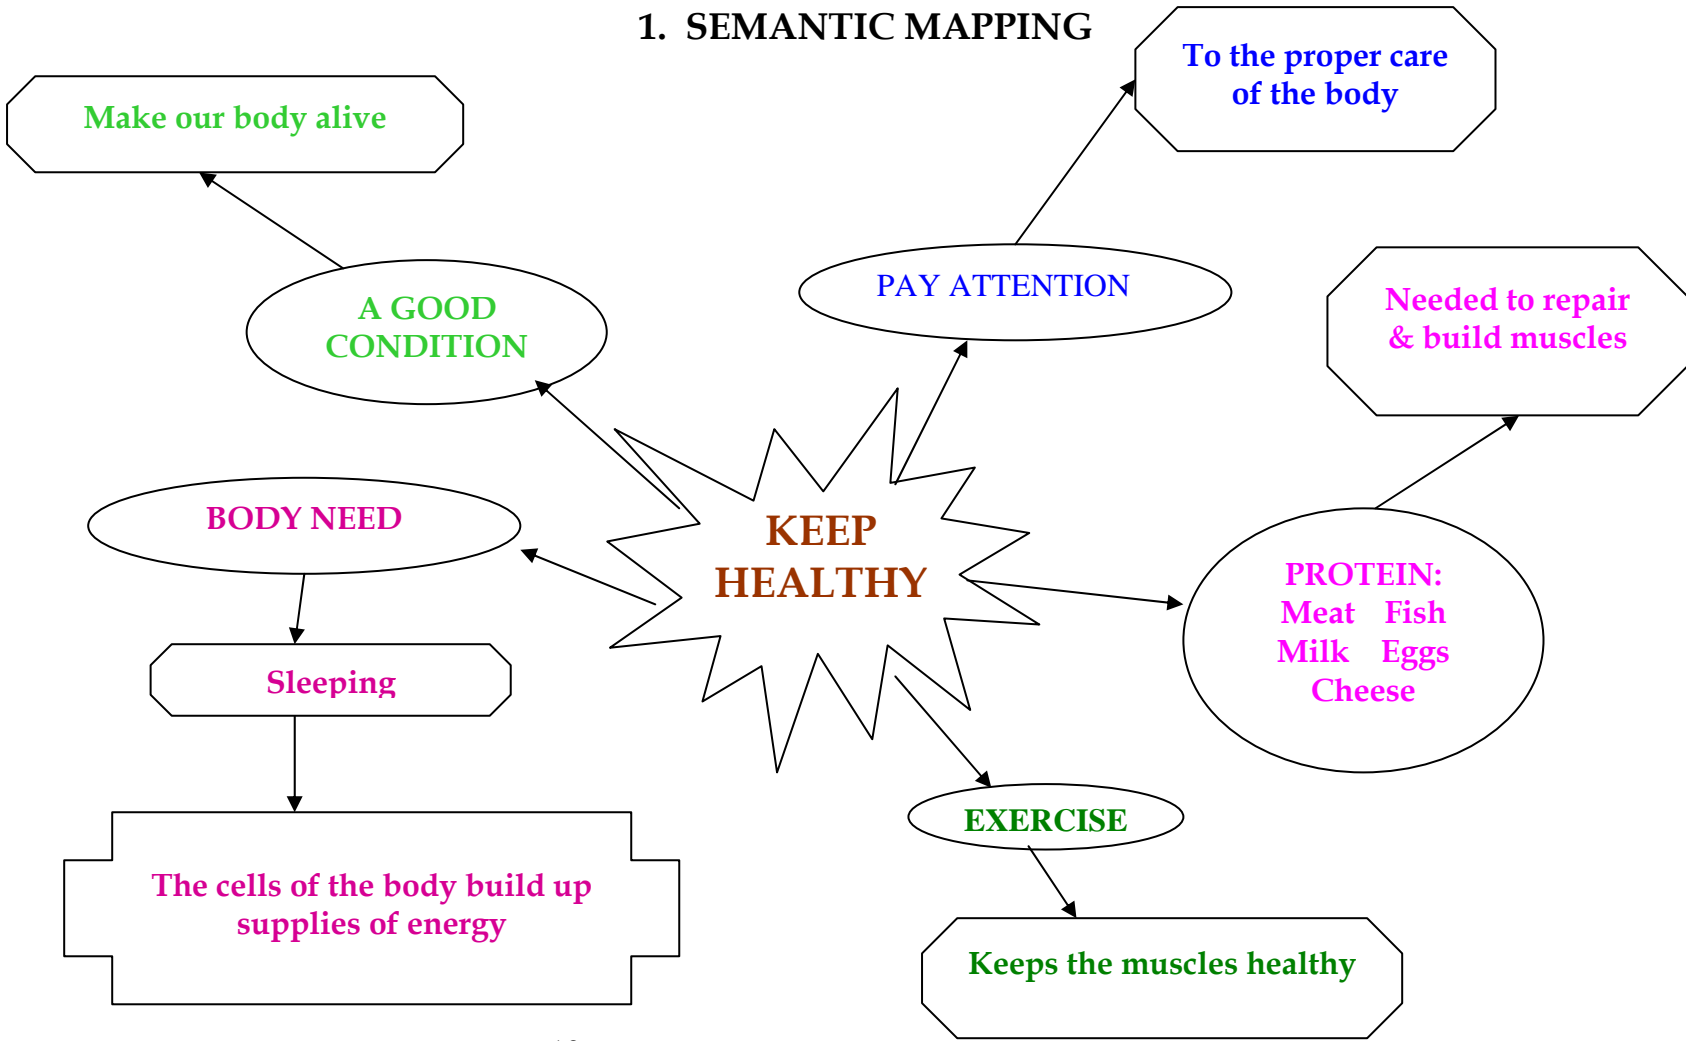 1. SEMANTIC MAPPING
To the proper care
of the body
Make our body alive
PAY ATTENTION
A GOOD
CONDITION
Needed to repair
& build muscles
BODY NEED
KEEP
HEALTHY
PROTEIN:
Meat Fish
Milk Eggs
Cheese
Sleeping
EXERCISE
The cells of the body build up
supplies of energy
Keeps the muscles healthy